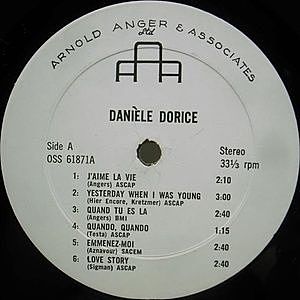 ARNOLD ANGER & ASSOCIATES
Ltd
AAA
DANIÈLE DORICE
Side A
Stereo
OSS 61871A
33⅓ rpm
1: J'AIME LA VIE 2:10
(Angers) ASCAP
2: YESTERDAY WHEN I WAS YOUNG 3:00
(Hier Encore, Kretzmer) ASCAP
3: QUAND TU ES LA 2:40
(Angers) BMI
4: QUANDO, QUANDO 1:15
(Testa) ASCAP
5: EMMENEZ-MOI 2:40
(Aznavour) SACEM
6: LOVE STORY 2:40
(Sigman) ASCAP